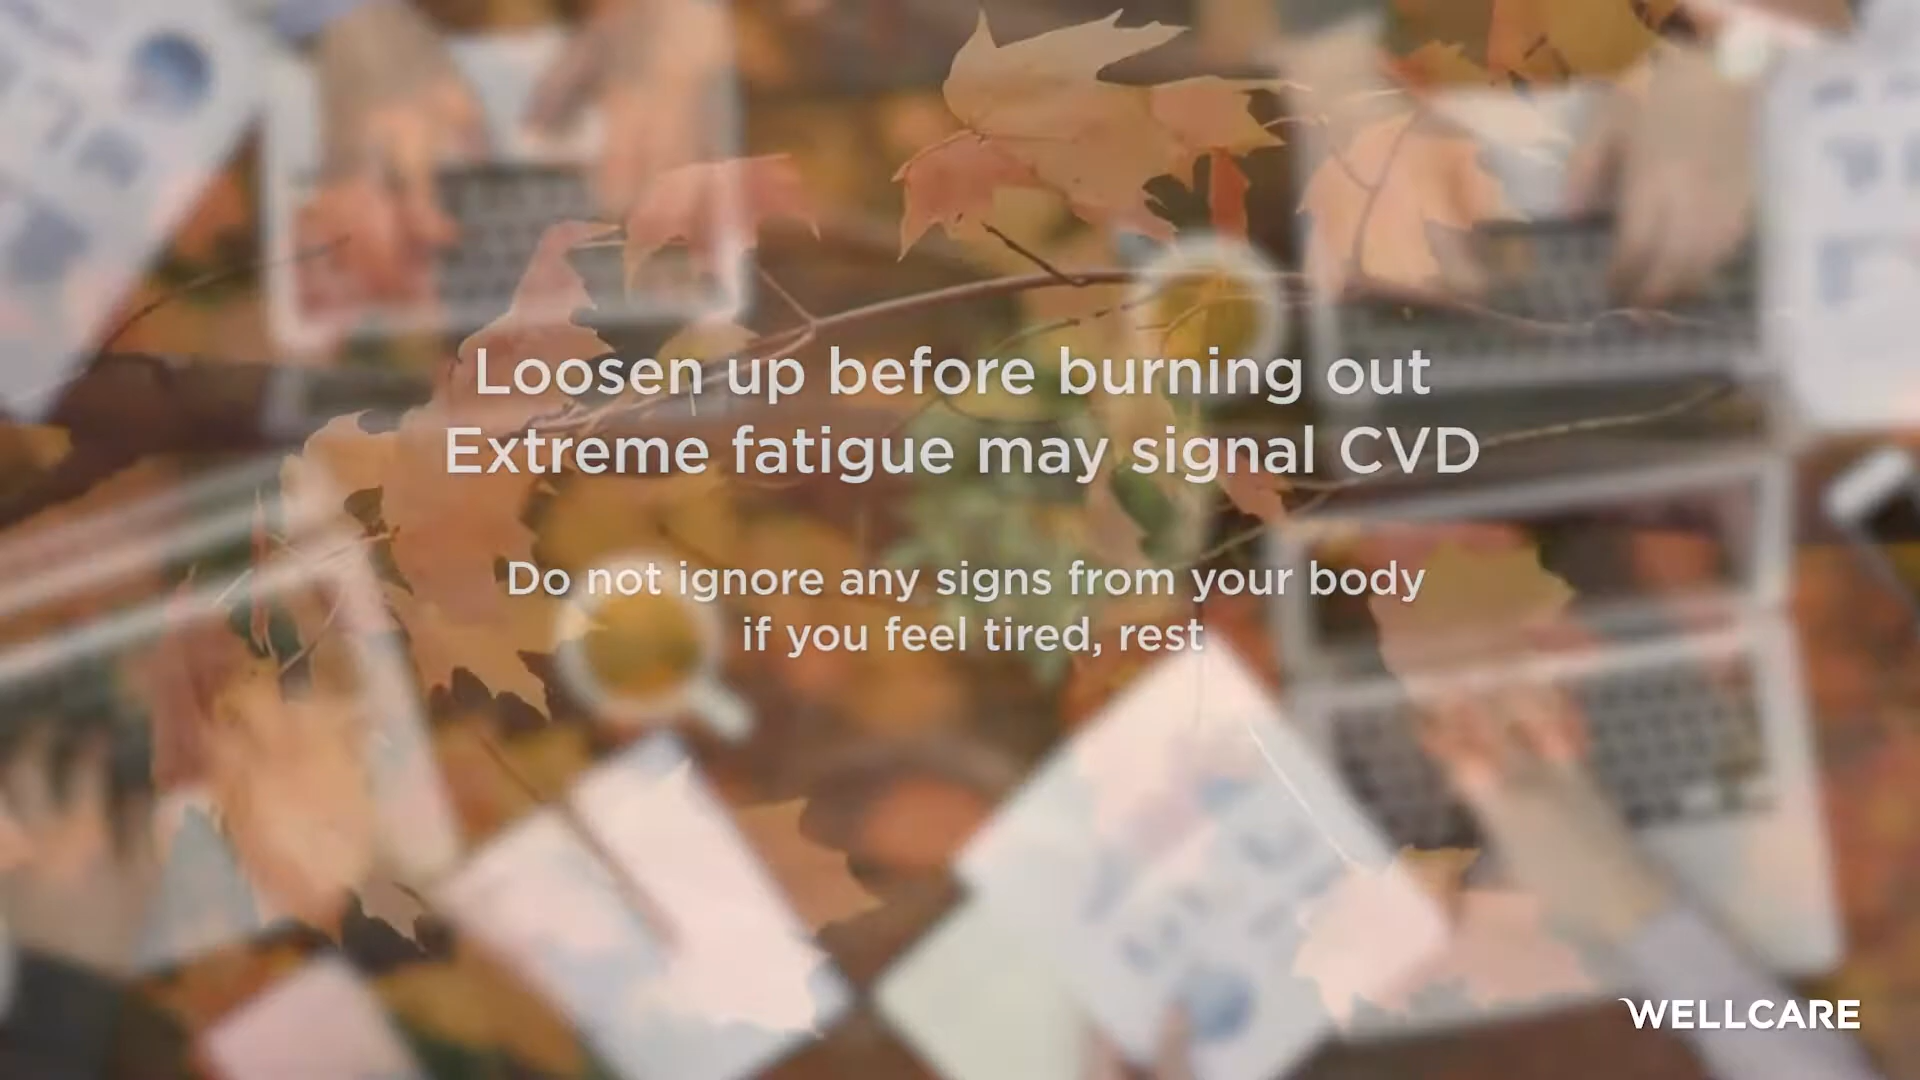 Loosen up before burning out
Extreme fatigue may signal CVD
Do not ignore any signs from your body
if you feel tired, rest
WELLCARE